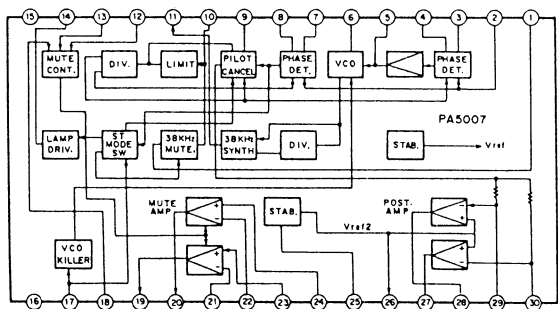 15 14 13 12 11 10 9 8 7 6 5 4 3 2 1
MUTE
CONT.
DIV.
LIMIT
PILOT
CANCEL
PHASE
DET.
VCO
PHASE
DET.
PA5007
LAMP
DRIV.
ST
MODE
SW.
38KHz
MUTE.
38KHz
SYNTH
DIV.
STAB.
Vref
MUTE
AMP
+
-
STAB.
Vref2
POST.
AMP
-
+
VCO
KILLER
+
-
-
+
16 17 18 19 20 21 22 23 24 25 26 27 28 29 30